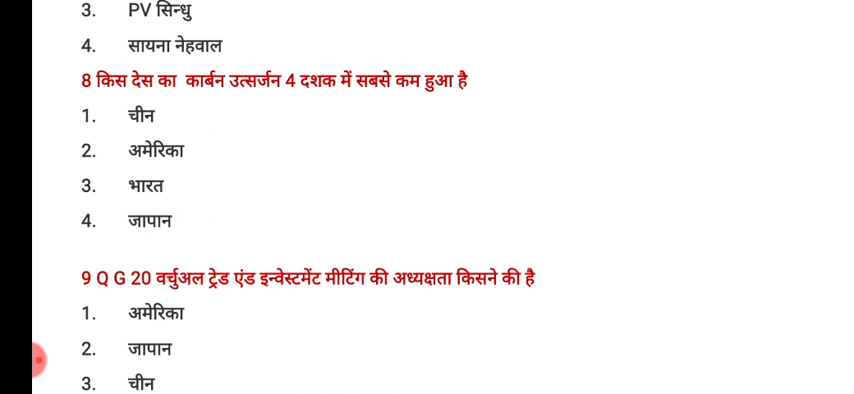 3. PV सिन्धु
4. सायना नेहवाल
8 किस देस का कार्बन उत्सर्जन 4 दशक में सबसे कम हुआ है
1. चीन
2. अमेरिका
3. भारत
4. जापान
9 Q G 20 वर्चुअल ट्रेड एंड इन्वेस्टमेंट मीटिंग की अध्यक्षता किसने की है
1. अमेरिका
2. जापान
3. चीन